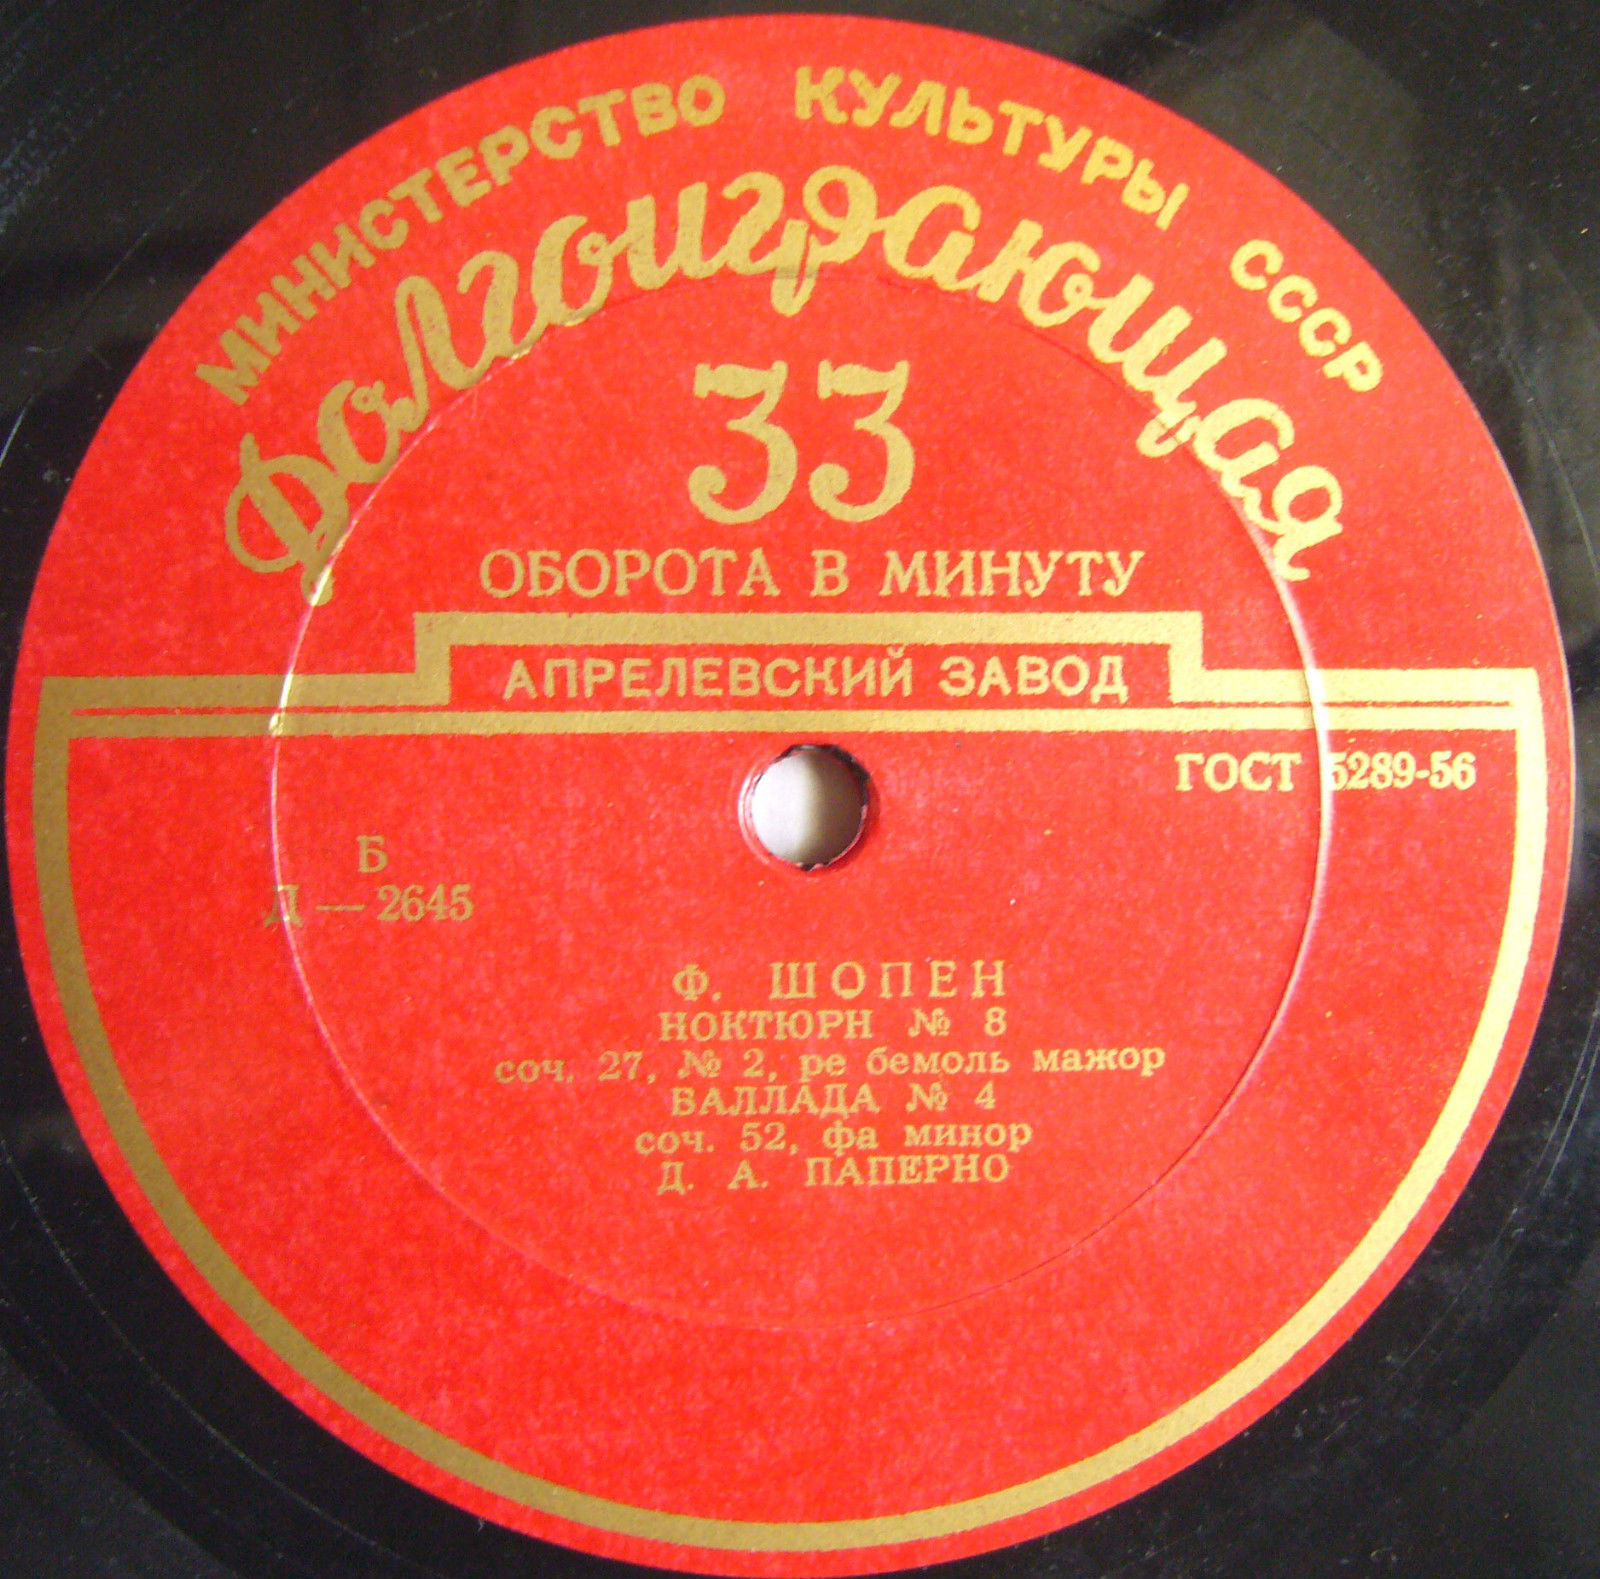 МИНИСТЕРСТВО КУЛЬТУРЫ СССР
Долгоиграющая
33
ОБОРОТА В МИНУТУ
АПРЕЛЕВСКИЙ ЗАВОД
ГОСТ 5289-56
Б
Д — 2645
Ф. ШОПЕН
НОКТЮРН № 8
соч. 27, № 2, ре бемоль мажор
БАЛЛАДА № 4
соч. 52, фа минор
Д. А. ПАПЕРНО